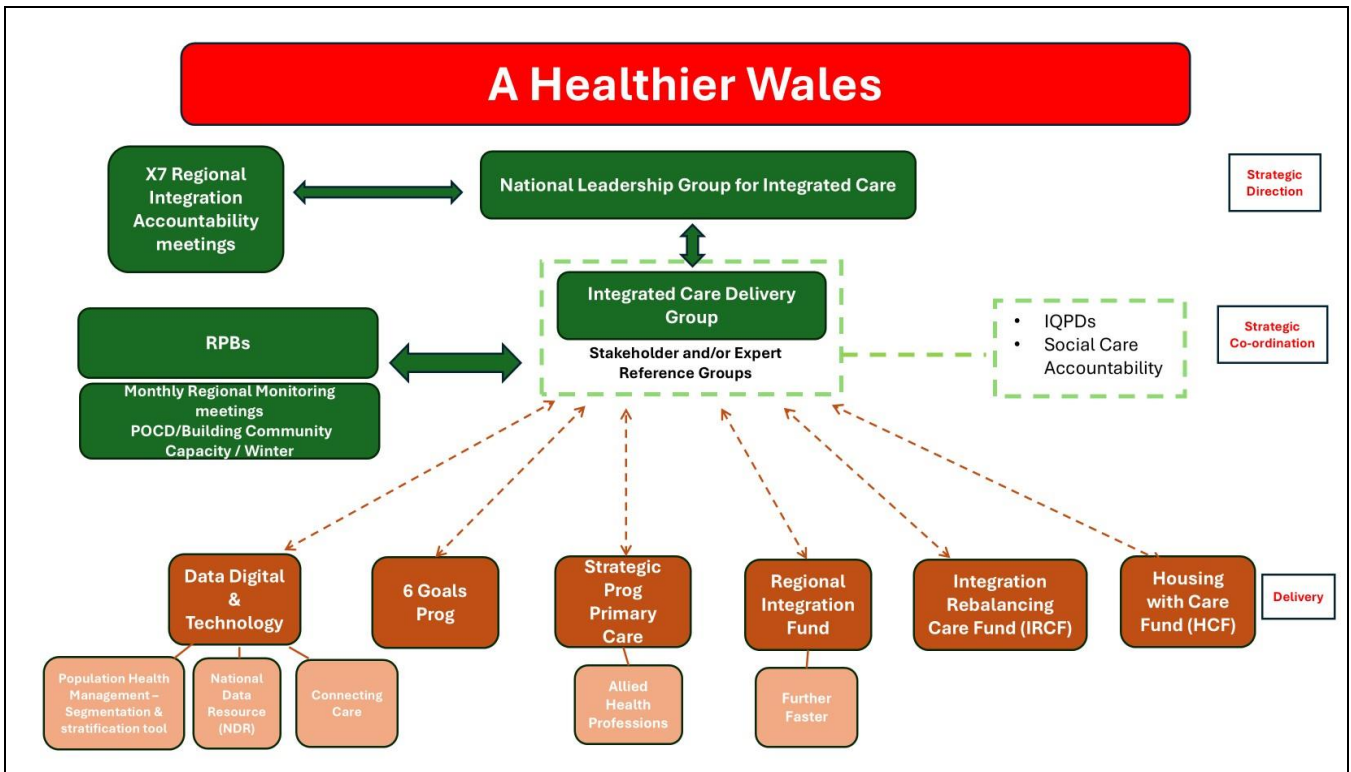 A Healthier Wales
X7 Regional
Integration
Accountability
meetings
National Leadership Group for Integrated Care
Strategic
Direction
Integrated Care Delivery
Group
Stakeholder and/or Expert
Reference Groups
RPBs
Monthly Regional Monitoring
meetings
POCD/Building Community
Capacity / Winter
• IQPDs
• Social Care
Accountability
Strategic
Co-ordination
Data Digital
&
Technology
6 Goals
Prog
Strategic
Prog
Primary
Care
Regional
Integration
Fund
Integration
Rebalancing
Care Fund (IRCF)
Housing
with Care
Fund (HCF)
Delivery
Population Health
Management –
Segmentation &
stratification tool
National
Data
Resource
(NDR)
Connecting
Care
Allied
Health
Professions
Further
Faster